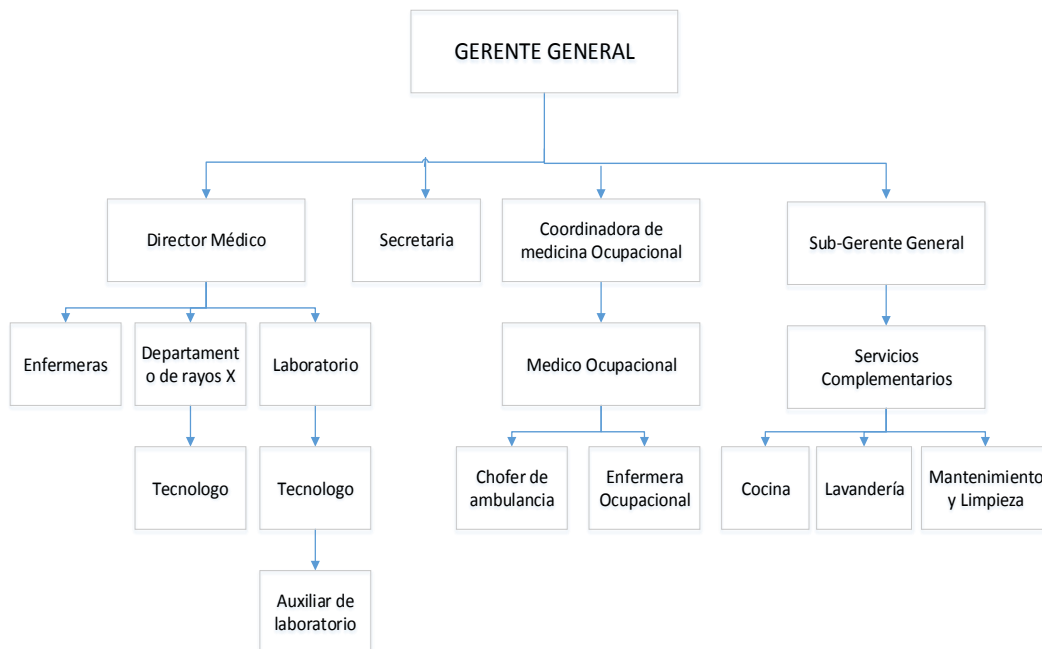 GERENTE GENERAL
Director Médico
Secretaria
Coordinadora de
medicina Ocupacional
Sub-Gerente General
Enfermeras
Departament
o de rayos X
Laboratorio
Medico Ocupacional
Servicios
Complementarios
Tecnologo
Tecnologo
Chofer de
ambulancia
Enfermera
Ocupacional
Cocina
Lavandería
Mantenimiento
y Limpieza
Auxiliar de
laboratorio